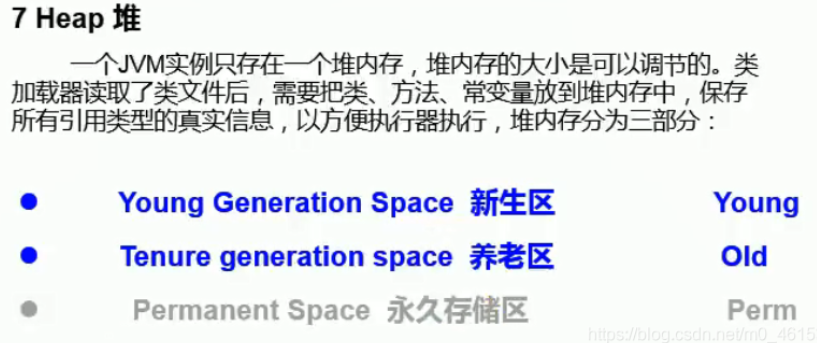 7 Heap 堆
一个JVM实例只存在一个堆内存，堆内存的大小是可以调节的。类
加载器读取了类文件后，需要把类、方法、常变量放到堆内存中，保存
所有引用类型的真实信息，以方便执行器执行，堆内存分为三部分：
● Young Generation Space 新生区 Young
● Tenure generation space 养老区 Old
● Permanent Space 永久存储区 Perm
https://blog.csdn.net/m0_4615